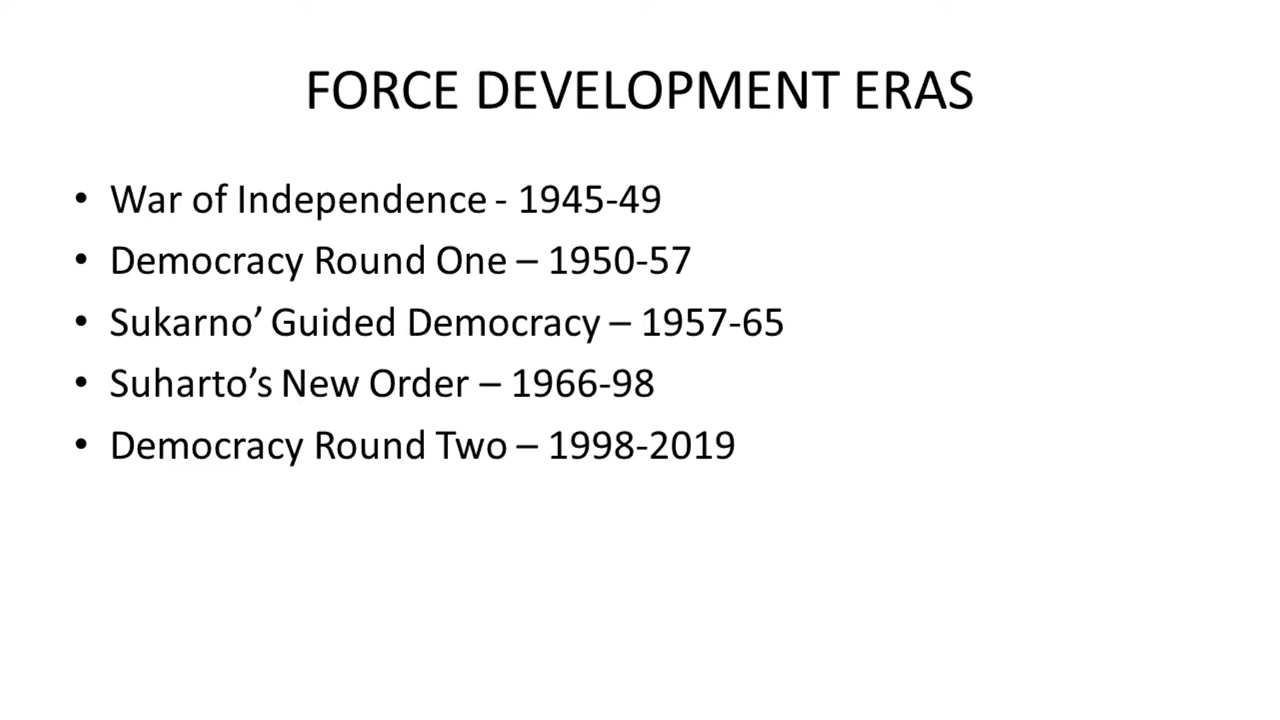 FORCE DEVELOPMENT ERAS
• War of Independence - 1945-49
• Democracy Round One – 1950-57
• Sukarno’ Guided Democracy – 1957-65
• Suharto’s New Order – 1966-98
• Democracy Round Two – 1998-2019